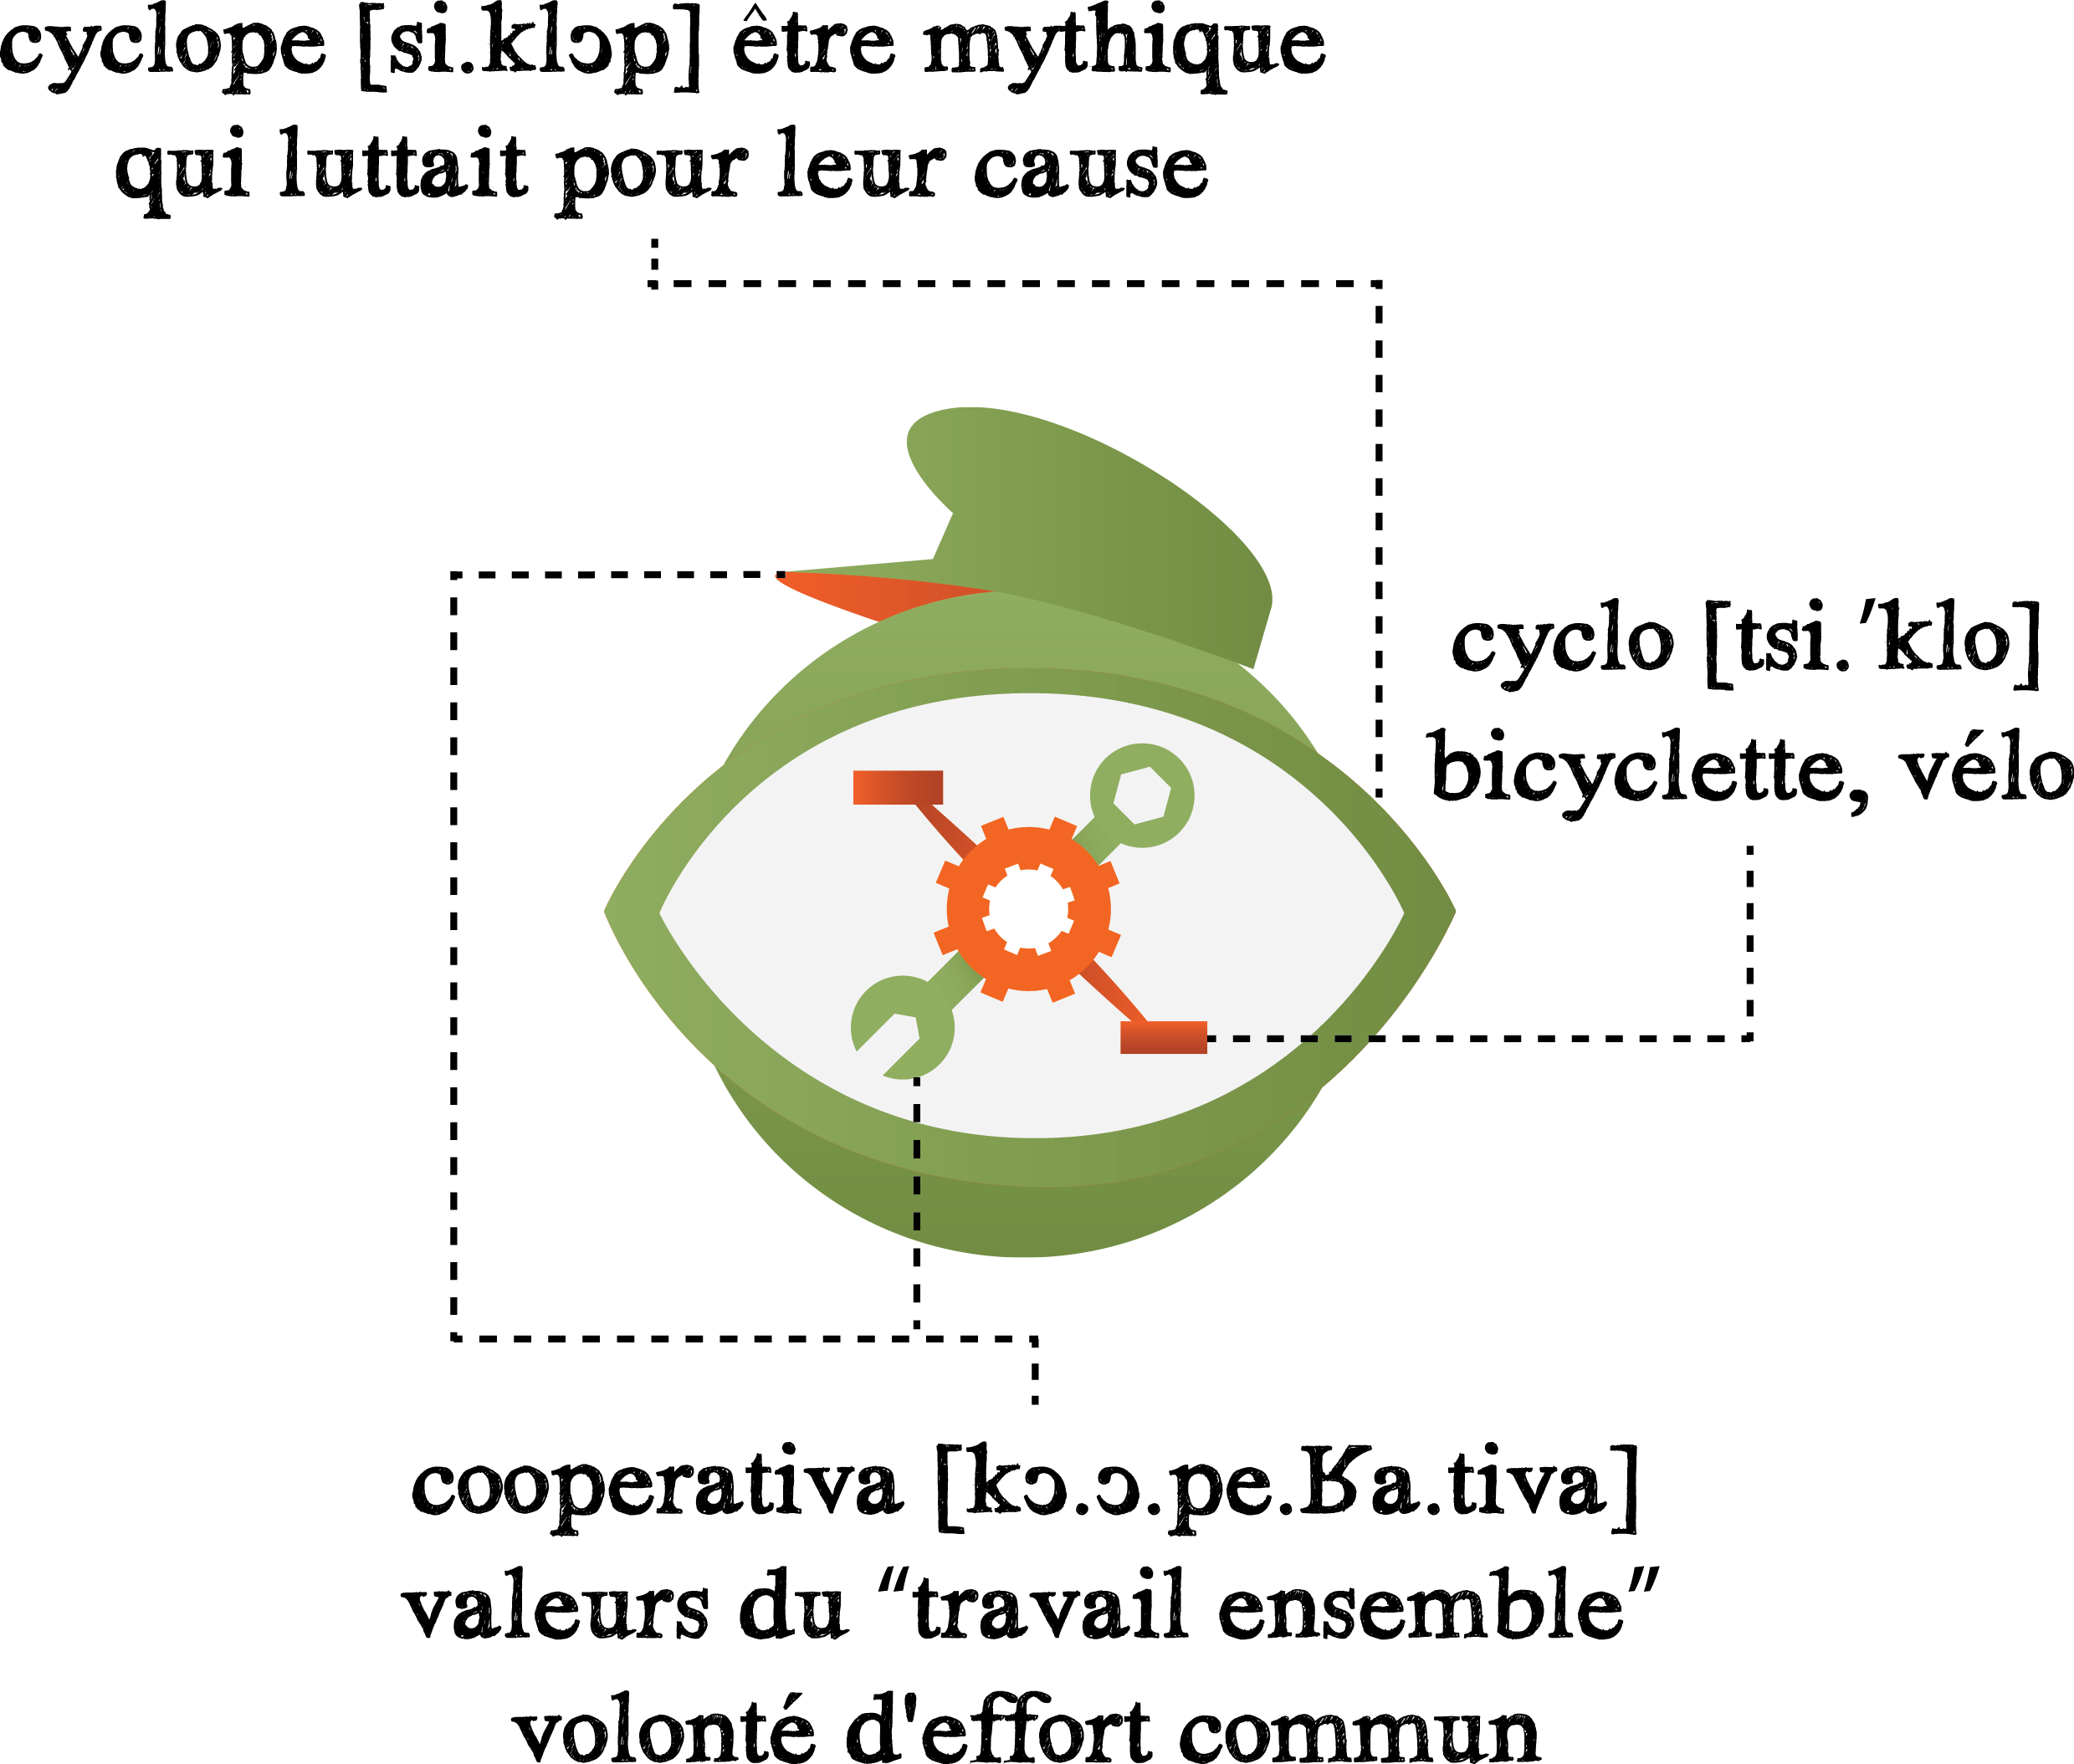 cyclope [si.klɔp] être mythique
qui luttait pour leur cause
cyclo [tsi.′klo]
bicyclette, vélo
cooperativa [kɔ.ɔ.pe.ʁa.tiva]
valeurs du “travail ensemble”
volonté d'effort commun